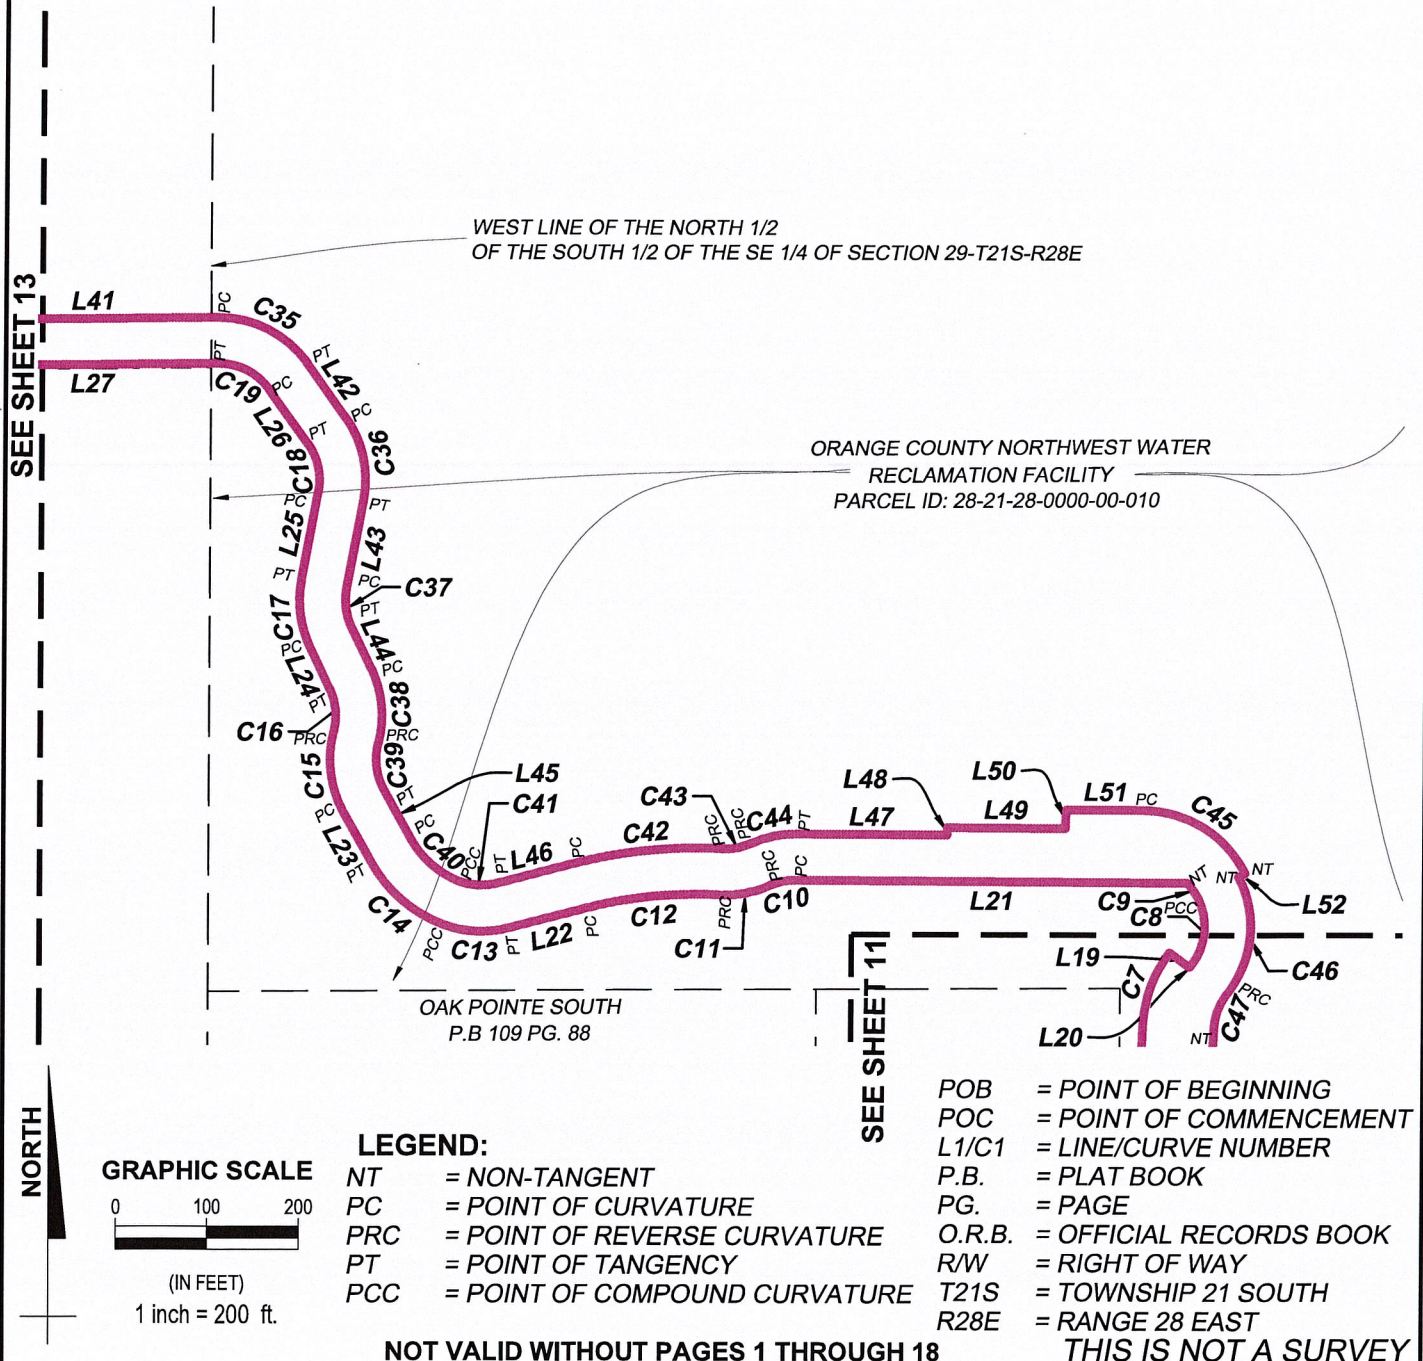 WEST LINE OF THE NORTH 1/2
OF THE SOUTH 1/2 OF THE SE 1/4 OF SECTION 29-T21S-R28E
SEE SHEET 13
L41
PC
C35
PT
L42
PC
L27
PT
C19
PC
L26
PT
C18
PC
C36
PT
ORANGE COUNTY NORTHWEST WATER
RECLAMATION FACILITY
PARCEL ID: 28-21-28-0000-00-010
L25
PT
L43
PC
C37
PT
C17
PC
L44
PC
L24
PT
C38
C16
PRC
PRC
C15
C39
PT
L45
PC
C41
L23
PT
PC
C40
PCC
PT
L46
PC
C42
C43
PRC
PRC
C44
PT
L47
L48
L49
L50
L51
PC
C45
C14
PCC
C13
PT
L22
PC
C12
PRC
C11
PRC
C10
PC
L21
NT
C9
C8
PCC
NT
NT
L52
L19
C7
C46
L20
PRC
C47
NT
SEE SHEET 11
OAK POINTE SOUTH
P.B 109 PG. 88
NORTH
GRAPHIC SCALE
0 100 200
(IN FEET)
1 inch = 200 ft.
LEGEND:
NT = NON-TANGENT
PC = POINT OF CURVATURE
PRC = POINT OF REVERSE CURVATURE
PT = POINT OF TANGENCY
PCC = POINT OF COMPOUND CURVATURE
POB = POINT OF BEGINNING
POC = POINT OF COMMENCEMENT
L1/C1 = LINE/CURVE NUMBER
P.B. = PLAT BOOK
PG. = PAGE
O.R.B. = OFFICIAL RECORDS BOOK
R/W = RIGHT OF WAY
T21S = TOWNSHIP 21 SOUTH
R28E = RANGE 28 EAST
NOT VALID WITHOUT PAGES 1 THROUGH 18
THIS IS NOT A SURVEY